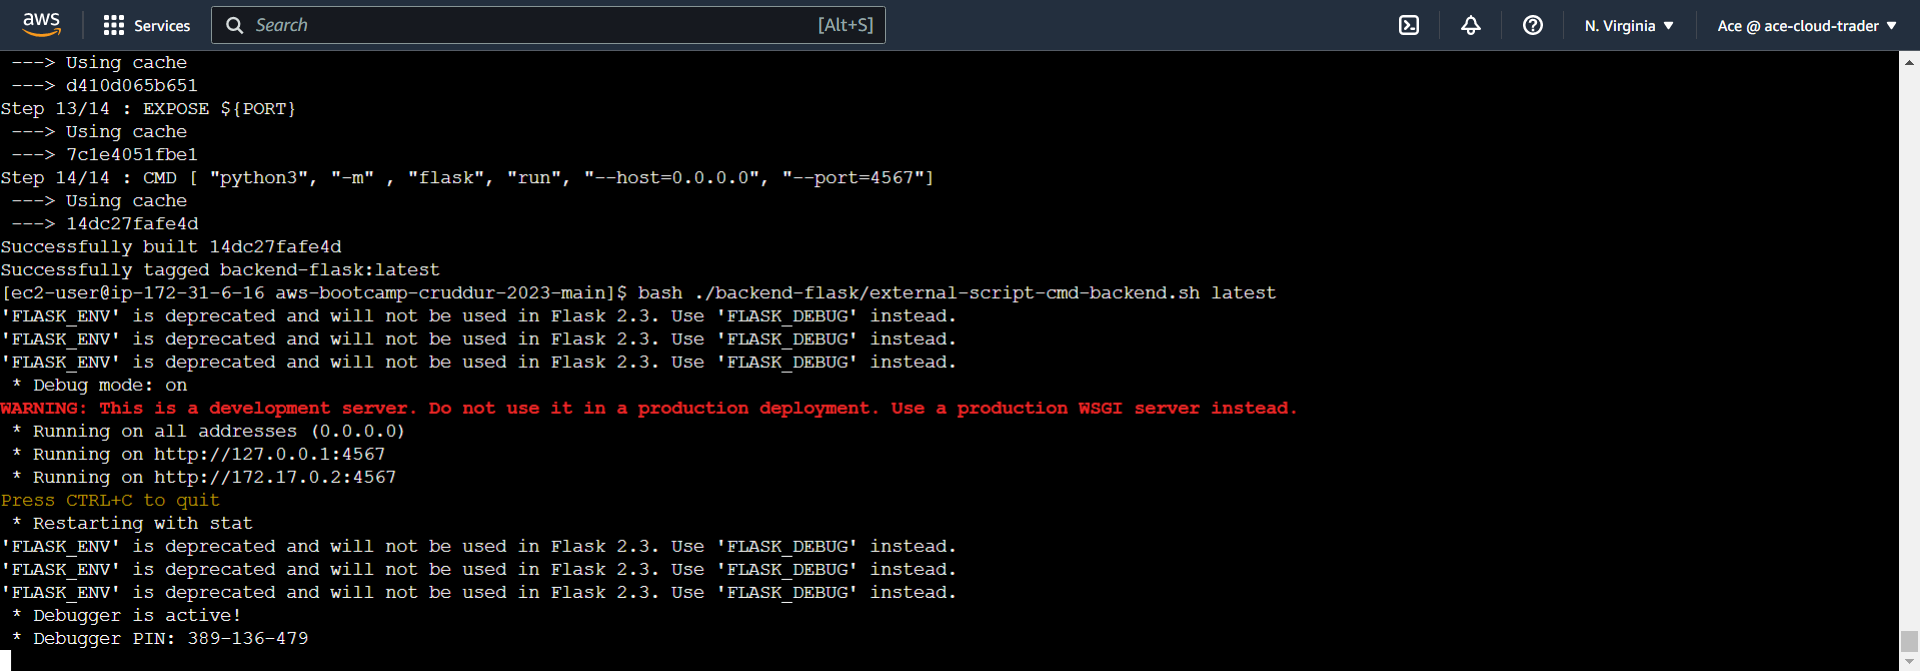 aws Services Search [Alt+S] N. Virginia ▼ Ace @ ace-cloud-trader ▼
---> Using cache
---> d410d065b651
Step 13/14 : EXPOSE ${PORT}
---> Using cache
---> 7c1e4051fbe1
Step 14/14 : CMD [ "python3", "-m" , "flask", "run", "--host=0.0.0.0", "--port=4567"]
---> Using cache
---> 14dc27fafe4d
Successfully built 14dc27fafe4d
Successfully tagged backend-flask:latest
[ec2-user@ip-172-31-6-16 aws-bootcamp-cruddur-2023-main]$ bash ./backend-flask/external-script-cmd-backend.sh latest
'FLASK_ENV' is deprecated and will not be used in Flask 2.3. Use 'FLASK_DEBUG' instead.
'FLASK_ENV' is deprecated and will not be used in Flask 2.3. Use 'FLASK_DEBUG' instead.
'FLASK_ENV' is deprecated and will not be used in Flask 2.3. Use 'FLASK_DEBUG' instead.
* Debug mode: on
WARNING: This is a development server. Do not use it in a production deployment. Use a production WSGI server instead.
* Running on all addresses (0.0.0.0)
* Running on http://127.0.0.1:4567
* Running on http://172.17.0.2:4567
Press CTRL+C to quit
* Restarting with stat
'FLASK_ENV' is deprecated and will not be used in Flask 2.3. Use 'FLASK_DEBUG' instead.
'FLASK_ENV' is deprecated and will not be used in Flask 2.3. Use 'FLASK_DEBUG' instead.
'FLASK_ENV' is deprecated and will not be used in Flask 2.3. Use 'FLASK_DEBUG' instead.
* Debugger is active!
* Debugger PIN: 389-136-479